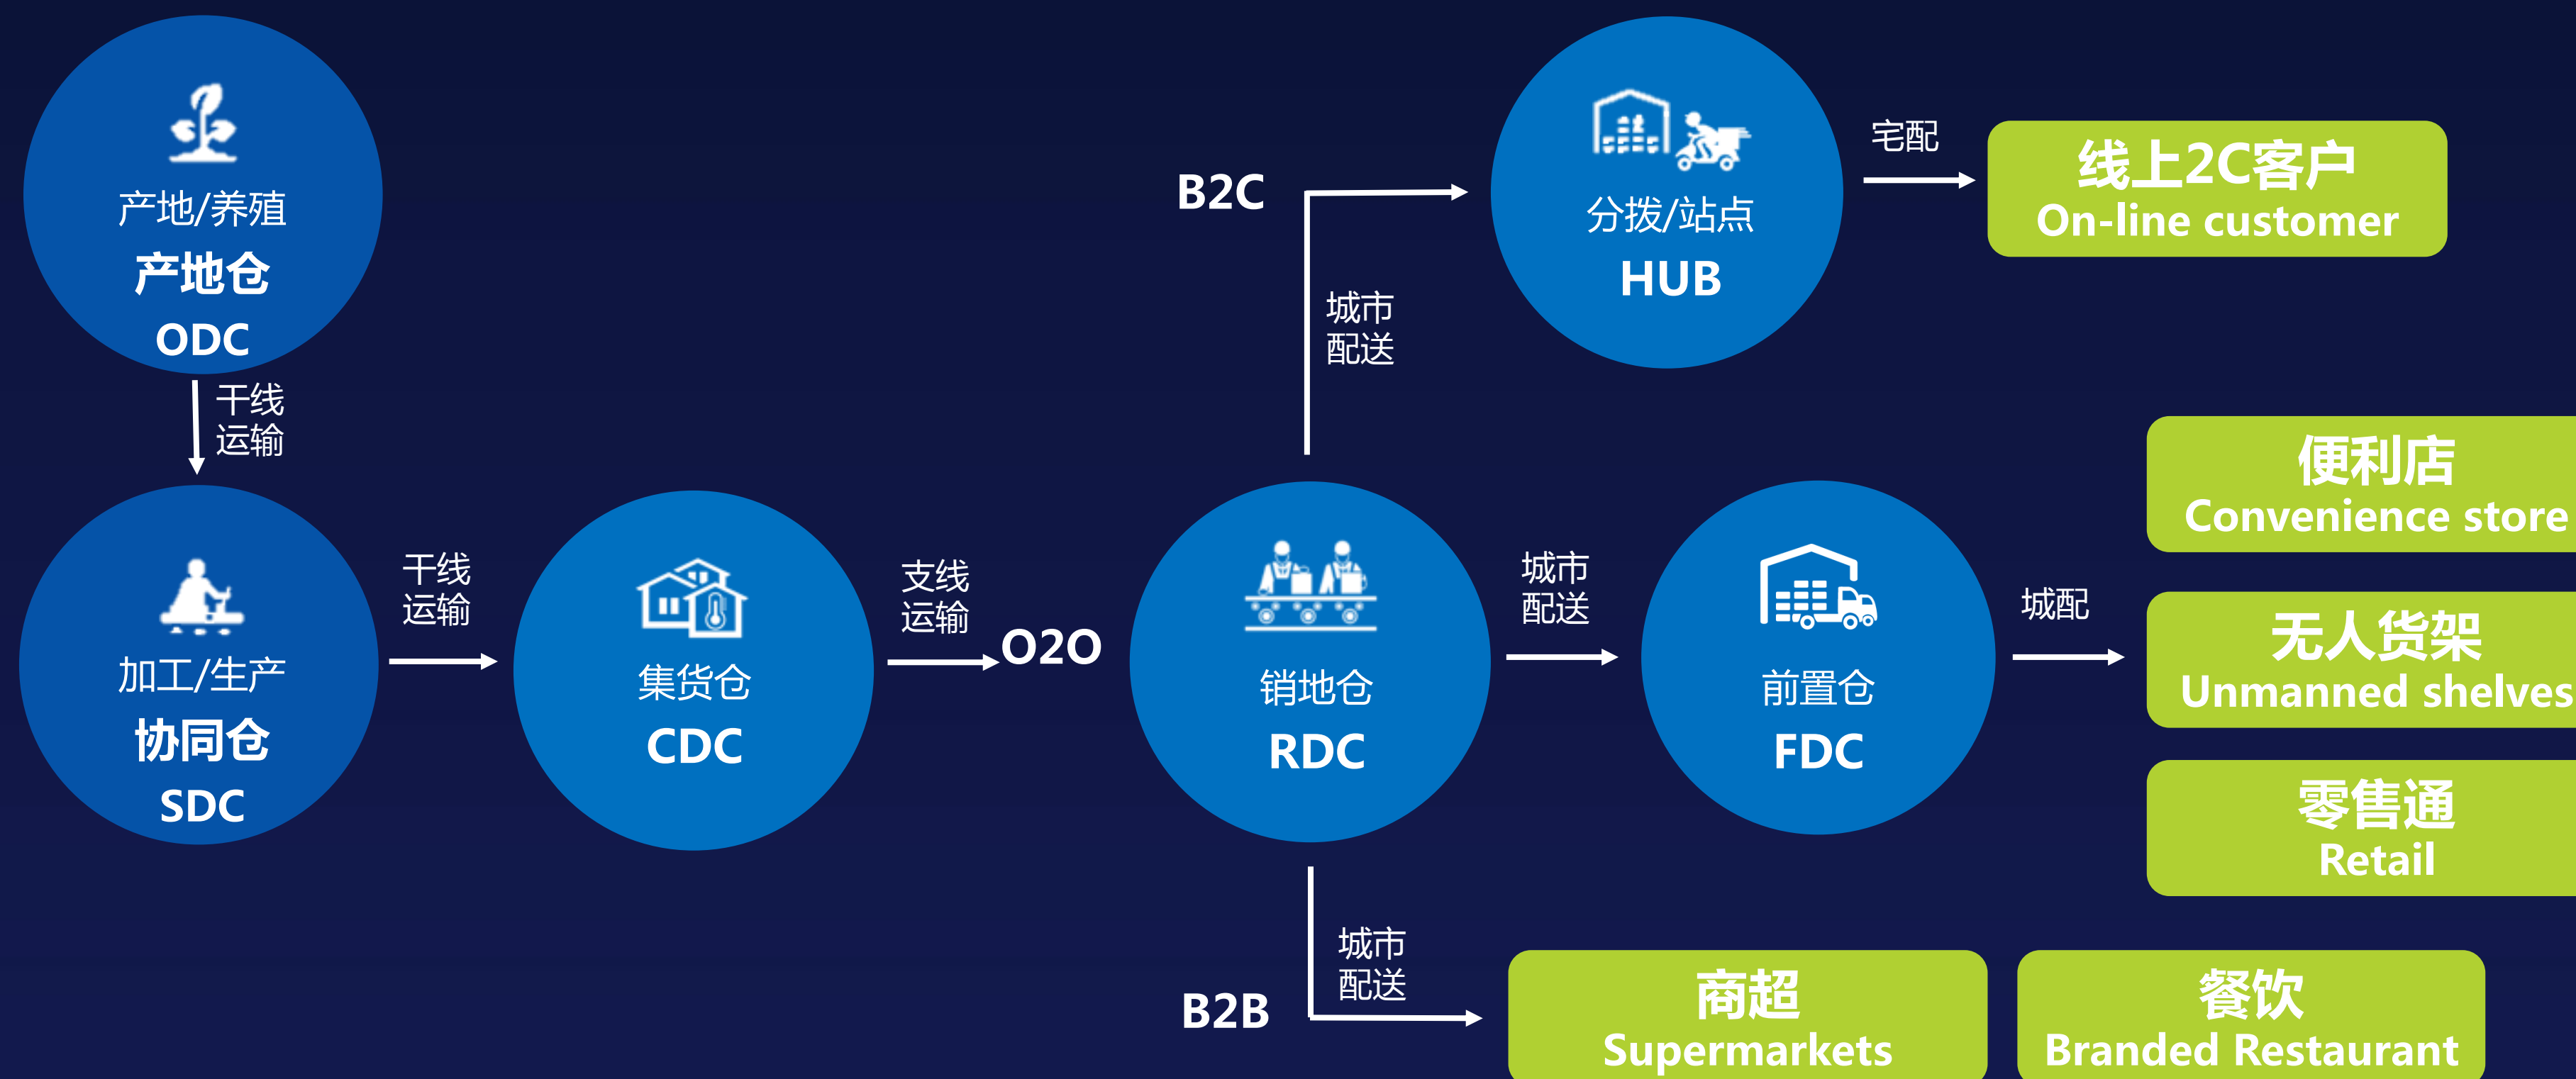 产地/养殖
产地仓
ODC
干线
运输
加工/生产
协同仓
SDC
干线
运输
集货仓
CDC
支线
运输
O2O
销地仓
RDC
B2C
城市
配送
分拨/站点
HUB
宅配
线上2C客户
On-line customer
城市
配送
前置仓
FDC
城配
便利店
Convenience store
无人货架
Unmanned shelves
零售通
Retail
B2B
城市
配送
商超
Supermarkets
餐饮
Branded Restaurant